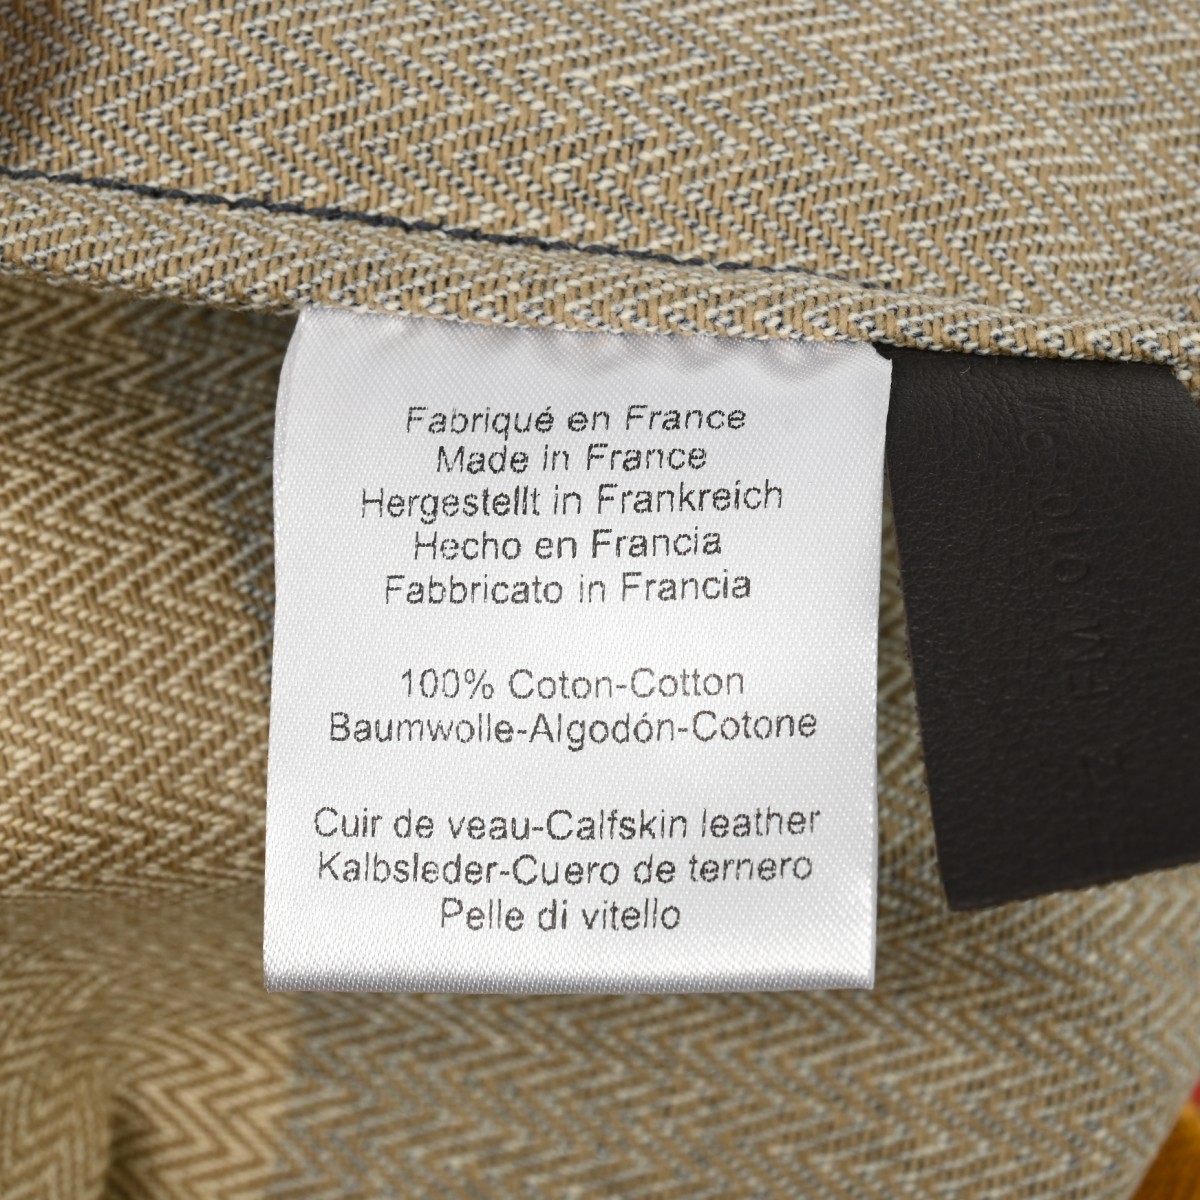 Fabriqué en France
Made in France
Hergestellt in Frankreich
Hecho en Francia
Fabbricato in Francia
100% Coton-Cotton
Baumwolle-Algodón-Cotone
Cuir de veau-Calfskin leather
Kalbsleder-Cuero de ternero
Pelle di vitello